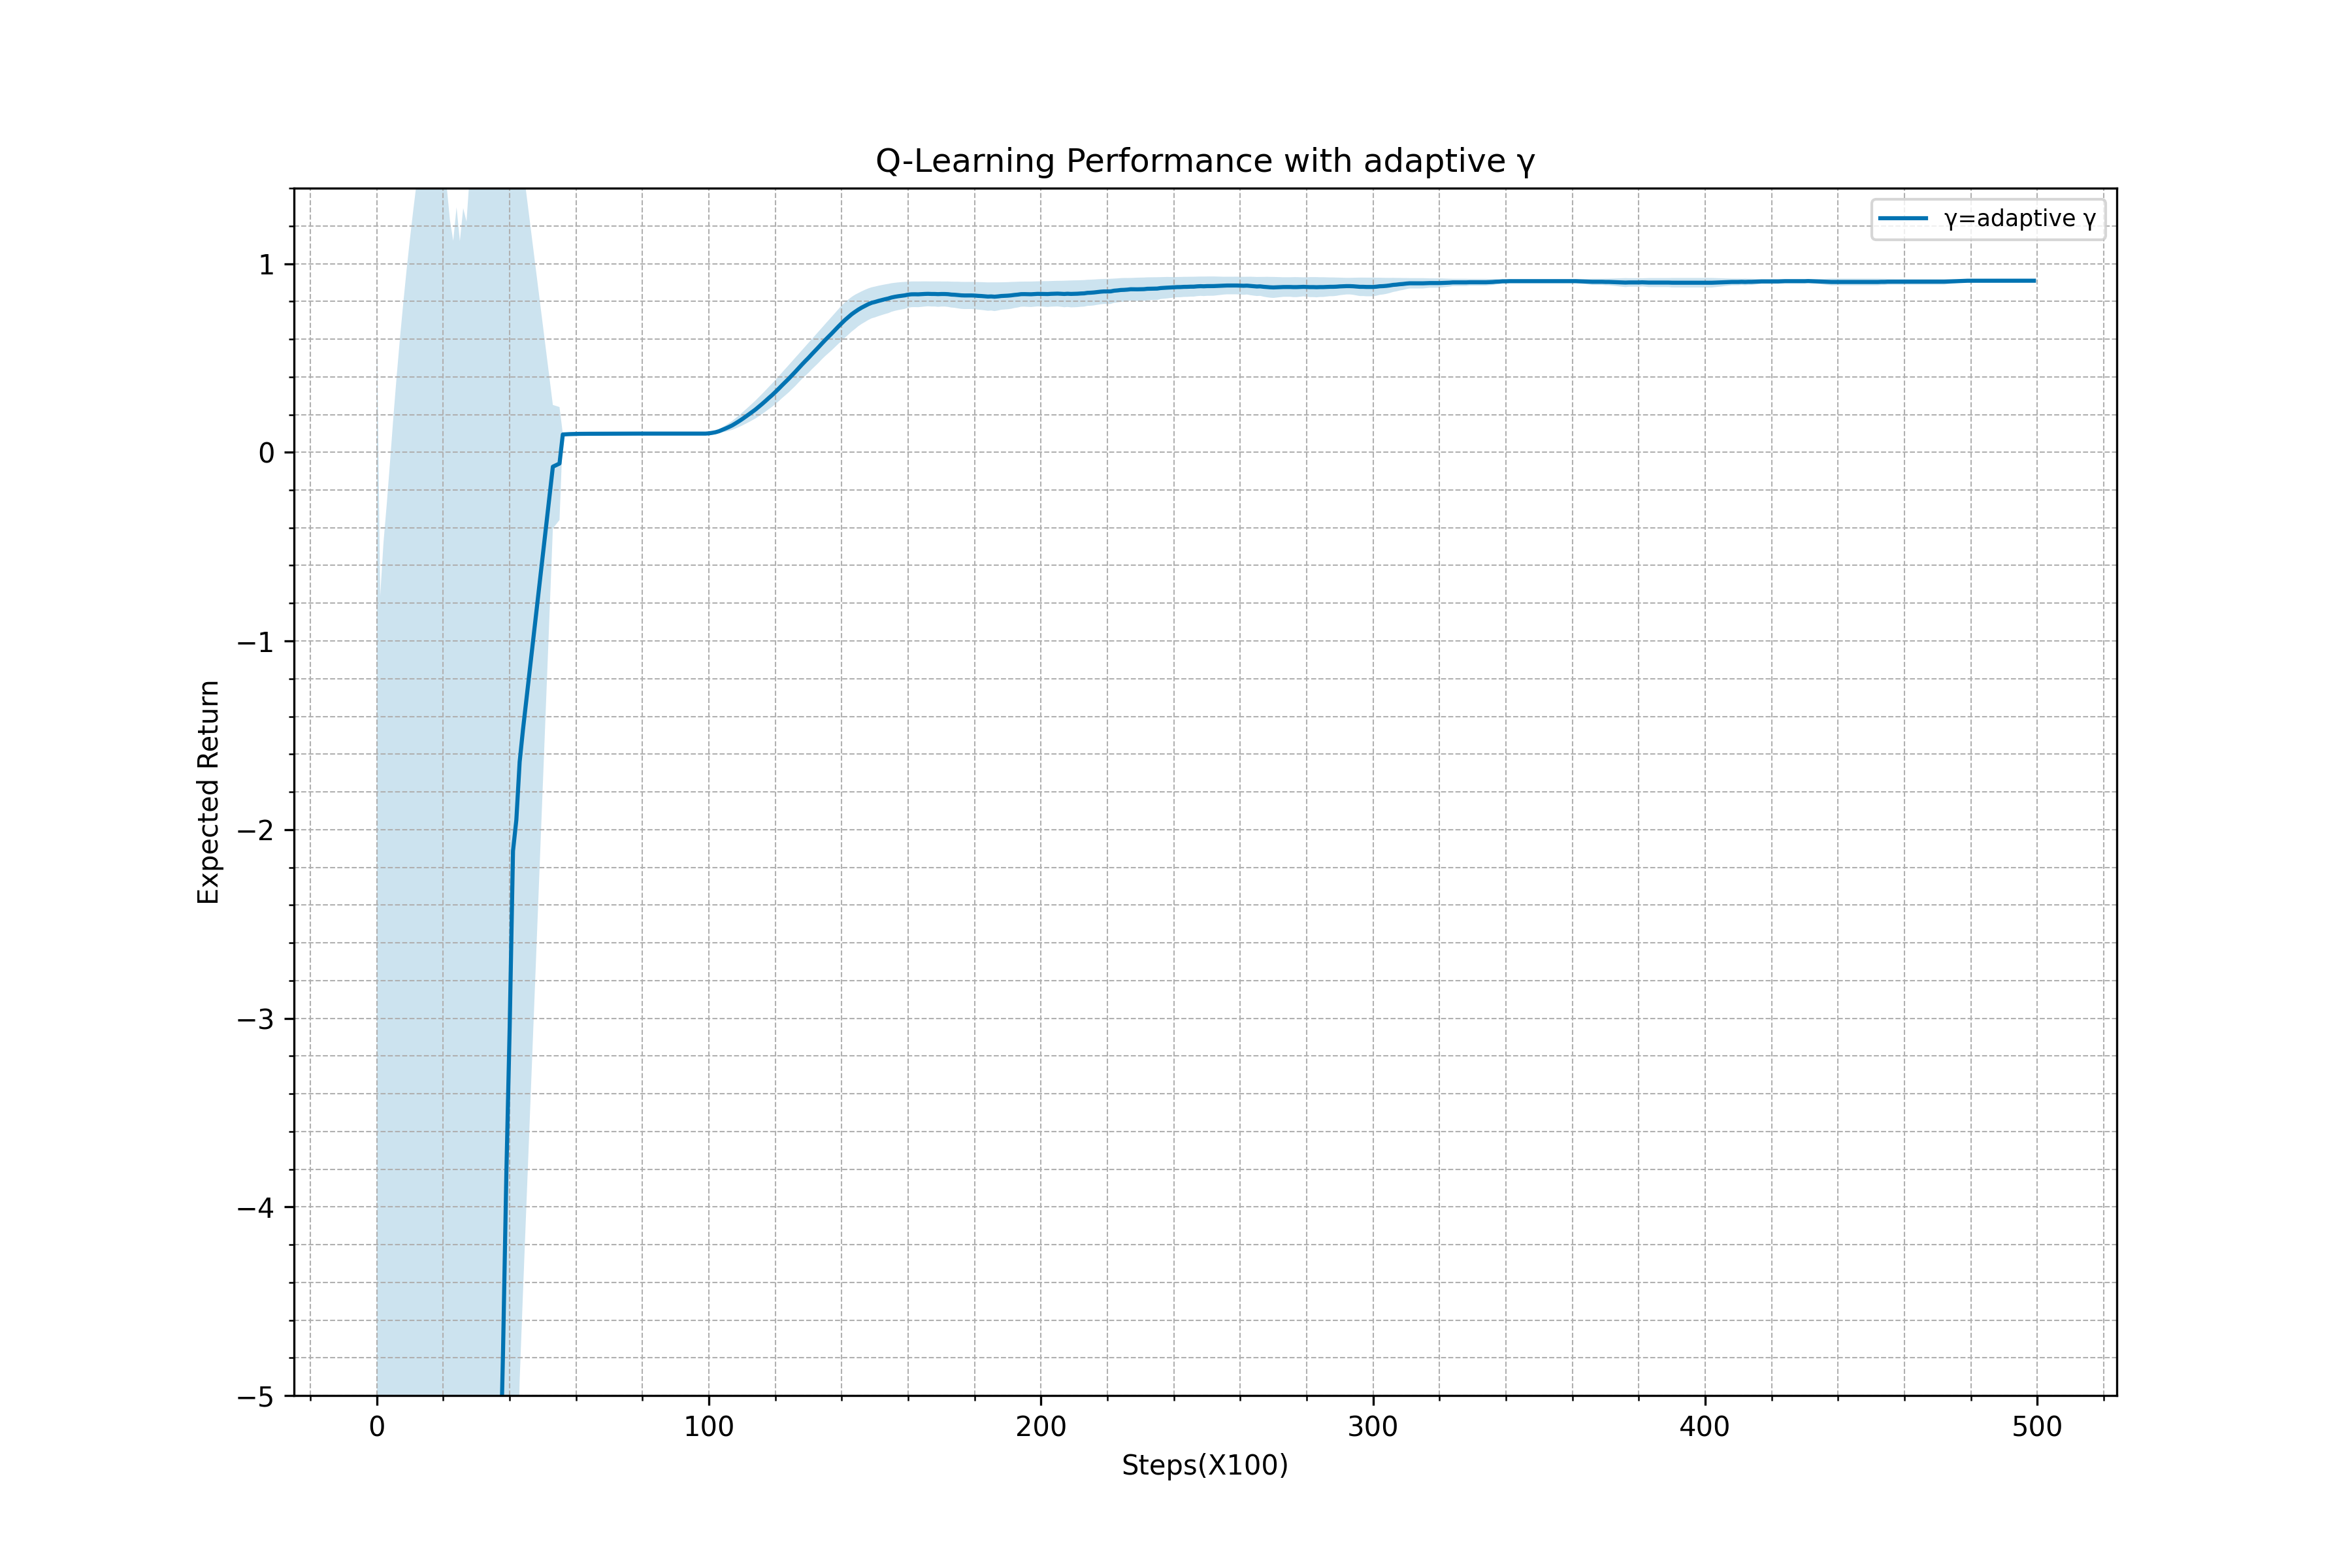 Q-Learning Performance with adaptive γ
γ=adaptive γ
1
0
−1
−2
−3
−4
−5
Expected Return
0 100 200 300 400 500
Steps(X100)